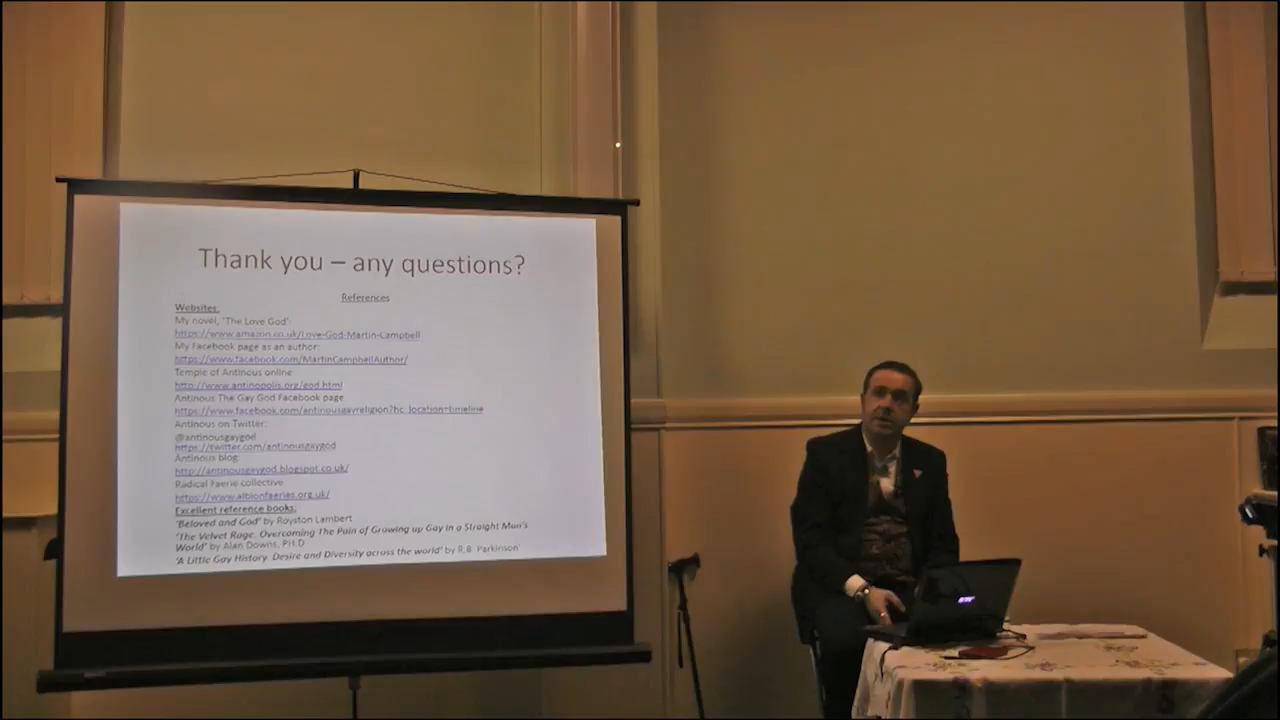 Thank you – any questions?
References
Websites:
My novel, 'The Love God':
https://www.amazon.co.uk/Love-God-Martin-Campbell
My Facebook page as an author:
https://www.facebook.com/MartinCampbellAuthor/
Temple of Antinous online
http://www.antinopolis.org/god.html
Antinous The Gay God Facebook page
https://www.facebook.com/antinousgayreligion?hc_location=timeline
Antinous on Twitter:
@antinousgaygod
https://twitter.com/antinousgaygod
Antinous blog:
http://antinousgaygod.blogspot.co.uk/
Radical Faerie collective
https://www.albionfaeries.org.uk/
Excellent reference books:
'Beloved and God' by Royston Lambert
'The Velvet Rage. Overcoming The Pain of Growing up Gay in a Straight Man's
World' by Alan Downs, PH.D
'A Little Gay History Desire and Diversity across the world' by R.B. Parkinson'